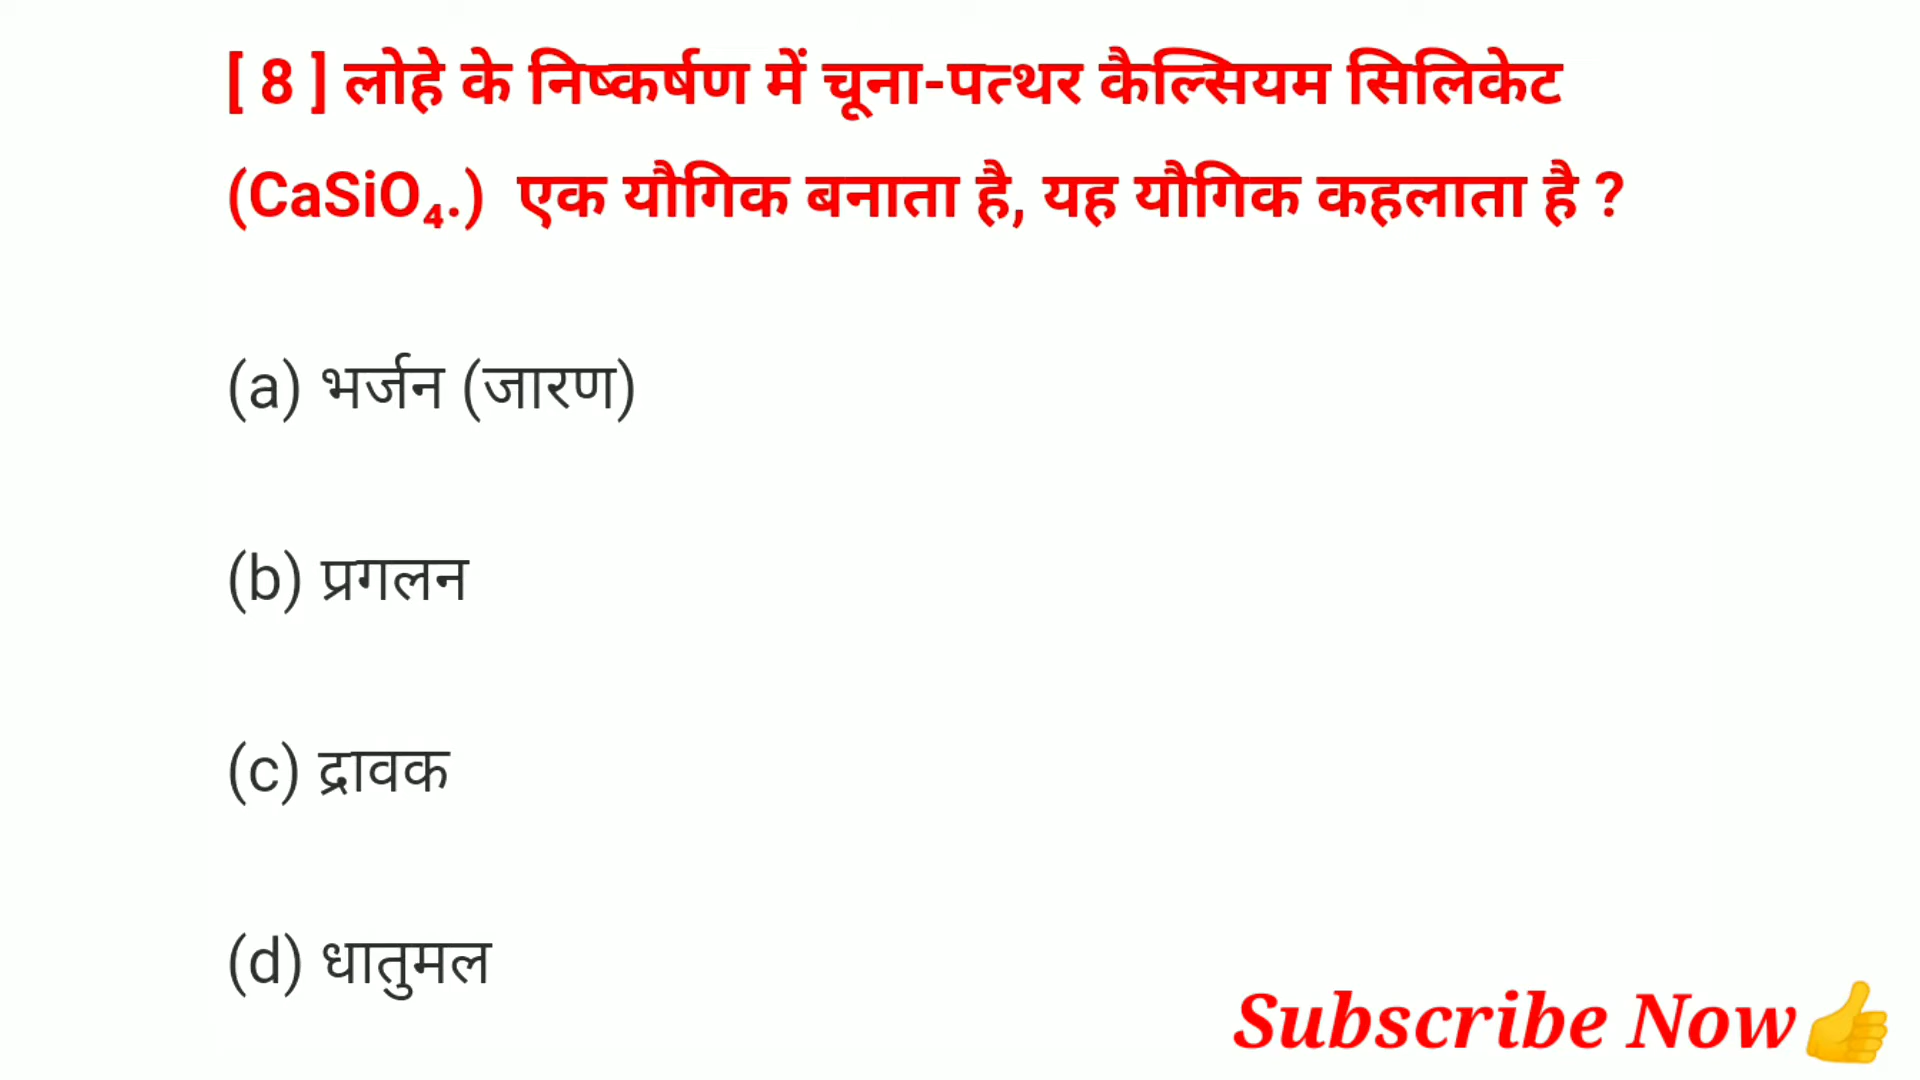 [ 8 ] लोहे के निष्कर्षण में चूना-पत्थर कैल्सियम सिलिकेट
(CaSiO₄.) एक यौगिक बनाता है, यह यौगिक कहलाता है ?
(a) भर्जन (जारण)
(b) प्रगलन
(c) द्रावक
(d) धातुमल
Subscribe Now👍